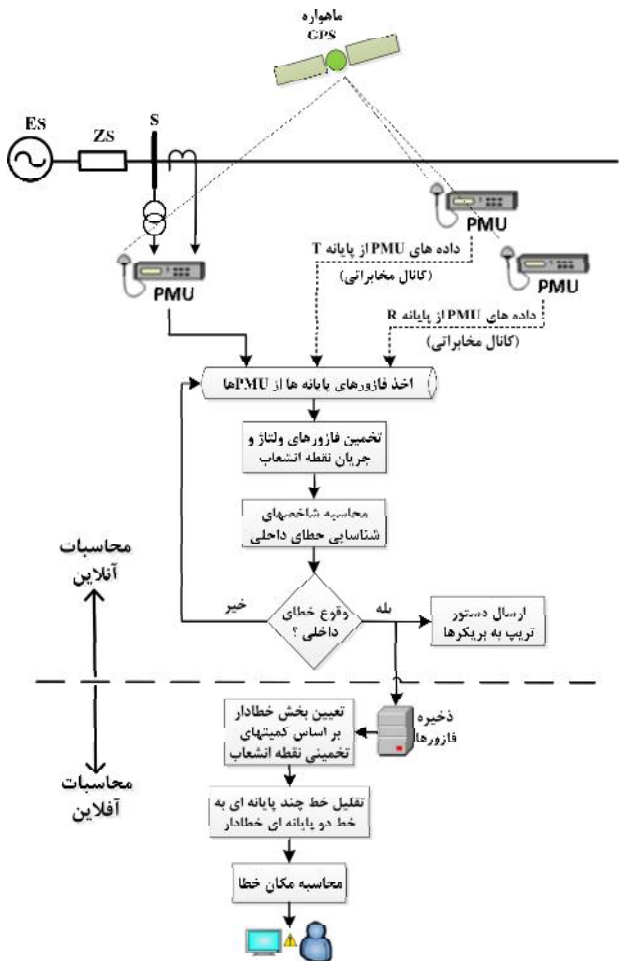 ماهواره
GPS
ES
ZS
S
PMU
داده های PMU از پایانه T
(کانال مخابراتی)
PMU
PMU
داده های PMU از پایانه R
(کانال مخابراتی)
اخذ فازورهای پایانه ها از PMUها
تخمین فازورهای ولتاژ و
جریان نقطه انشعاب
محاسبه شاخصهای
شناسایی خطای داخلی
محاسبات
آنلاین
خیر
وقوع خطای
داخلی ؟
بله
ارسال دستور
تریپ به بریکرها
ذخیره
فازورها
تعیین بخش خطادار
بر اساس کمیتهای
تخمینی نقطه انشعاب
محاسبات
آفلاین
تقلیل خط چند پایانه ای به
خط دو پایانه ای خطادار
محاسبه مکان خطا